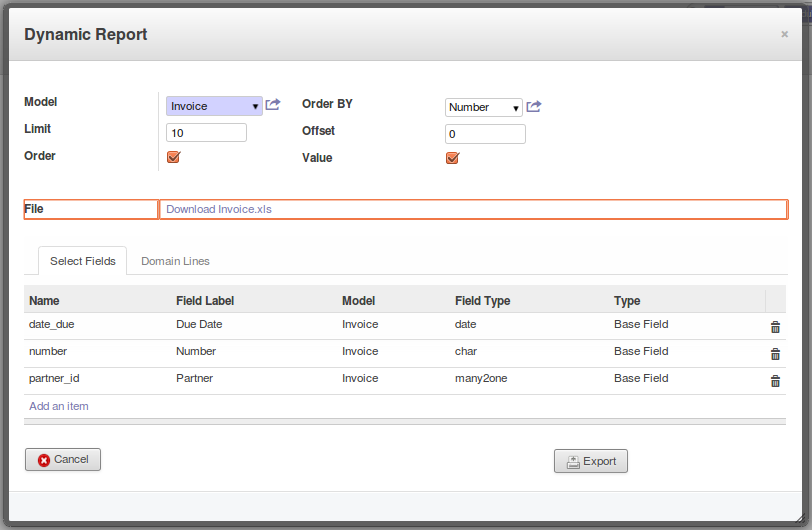 Dynamic Report
×
Model Invoice Order BY Number
Limit 10 Offset 0
Order Value
File Download Invoice.xls
Select Fields Domain Lines
Name Field Label Model Field Type Type
date_due Due Date Invoice date Base Field
number Number Invoice char Base Field
partner_id Partner Invoice many2one Base Field
Add an item
Cancel Export